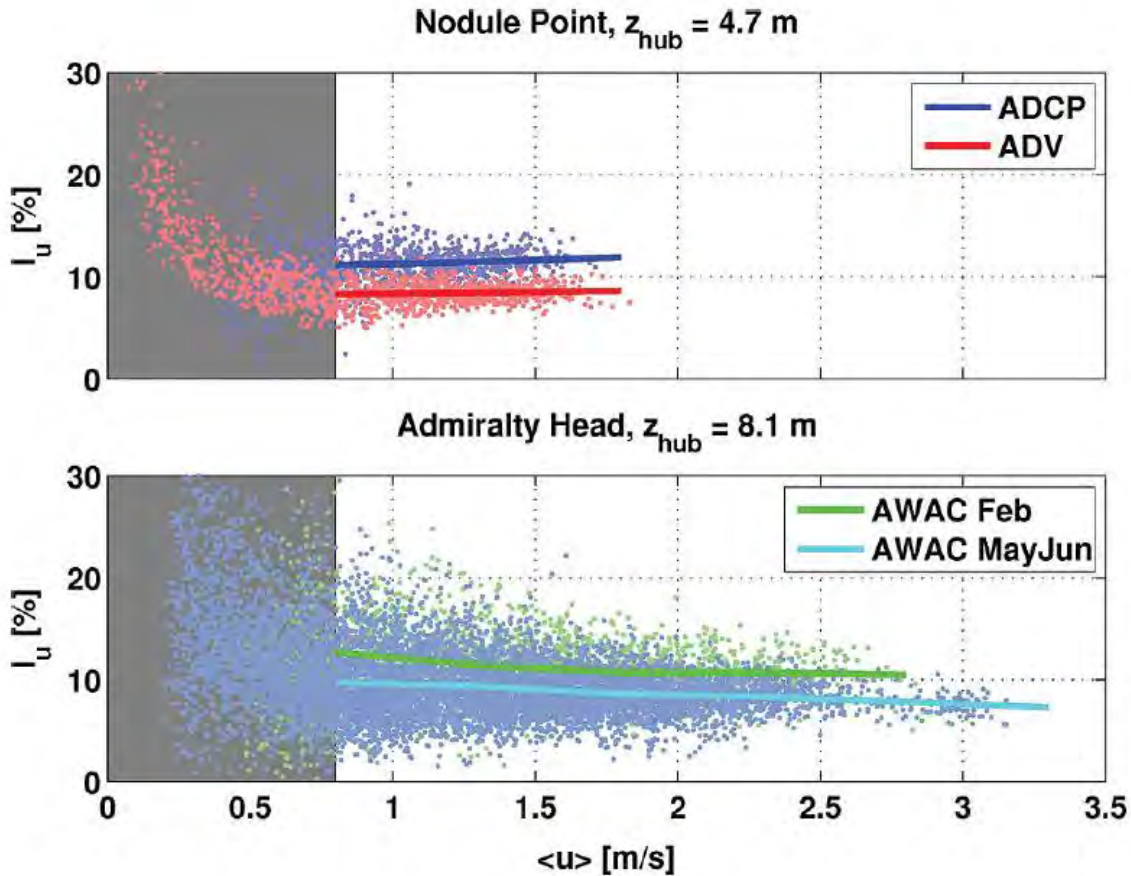 Nodule Point, z_hub = 4.7 m
30
20
10
0
I_u [%]
ADCP
ADV
Admiralty Head, z_hub = 8.1 m
30
20
10
0
I_u [%]
AWAC Feb
AWAC MayJun
0 0.5 1 1.5 2 2.5 3 3.5
<u> [m/s]